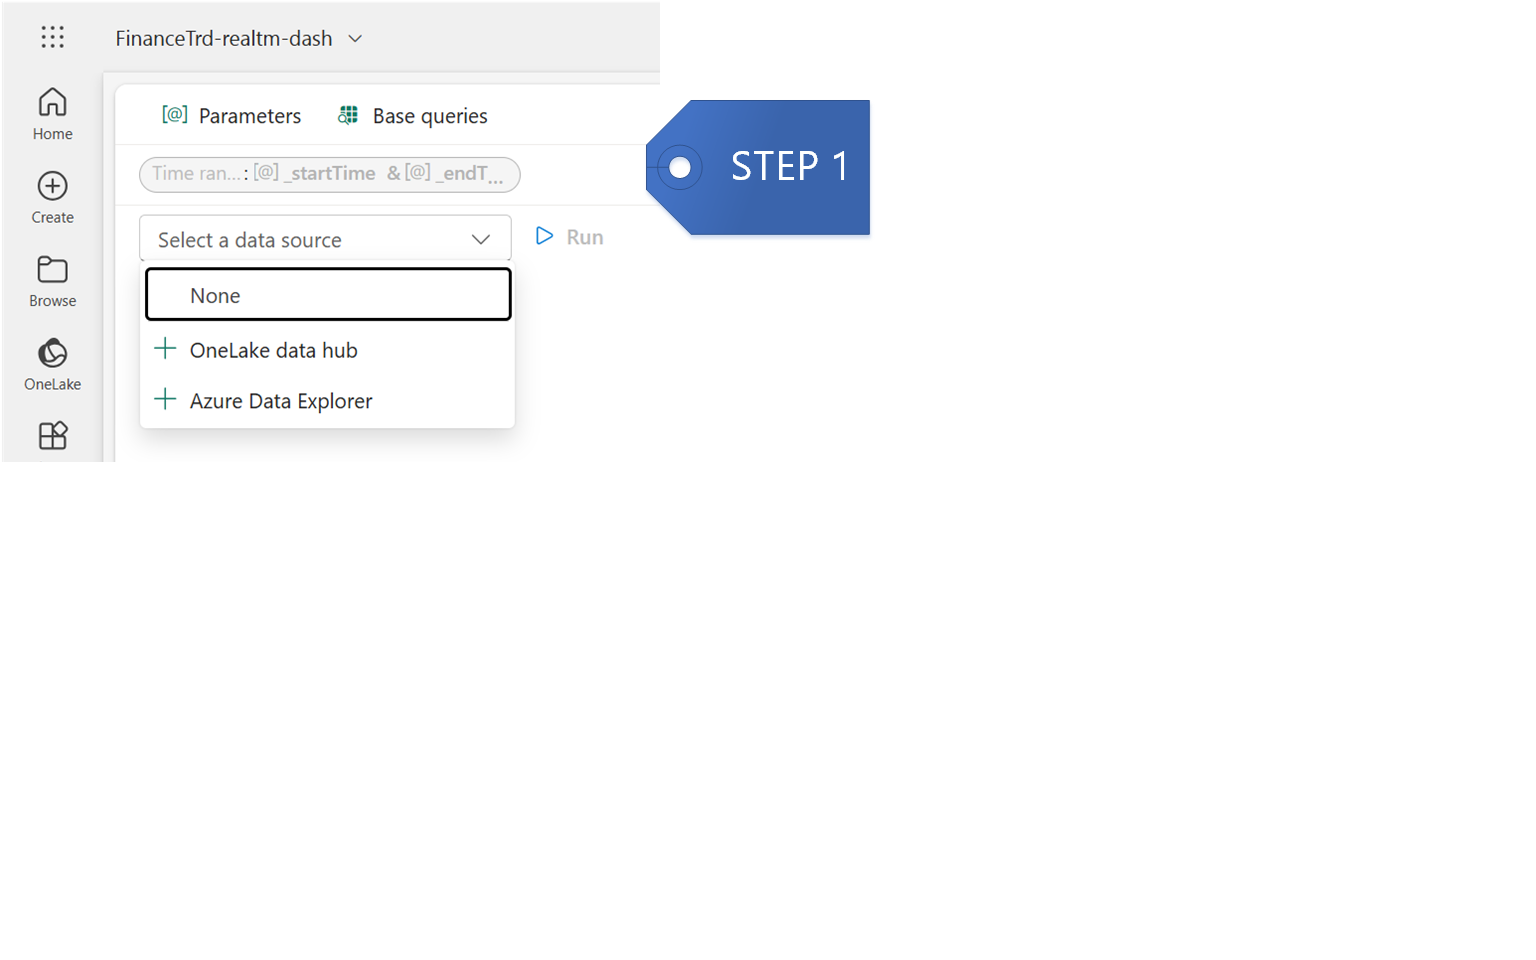 FinanceTrd-realtm-dash
Home
Create
Browse
OneLake
[@] Parameters
Base queries
Time ran... : [@] _startTime & [@] _endT...
STEP 1
Select a data source
Run
None
OneLake data hub
Azure Data Explorer